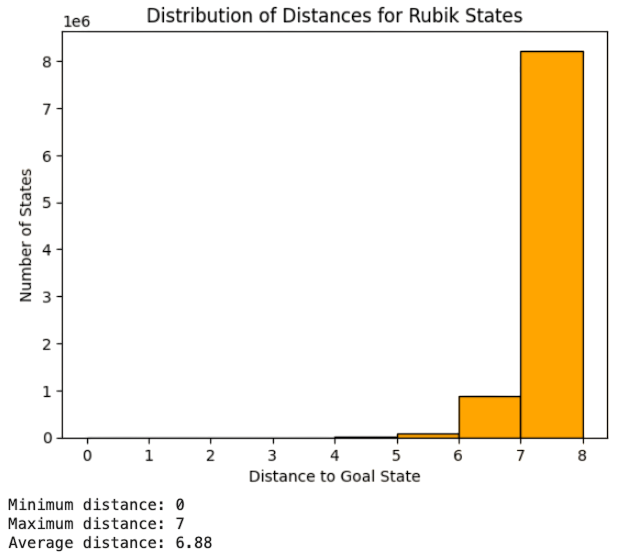 Distribution of Distances for Rubik States
1e6
8
7
6
5
4
3
2
1
0
Number of States
0 1 2 3 4 5 6 7 8
Distance to Goal State
Minimum distance: 0
Maximum distance: 7
Average distance: 6.88